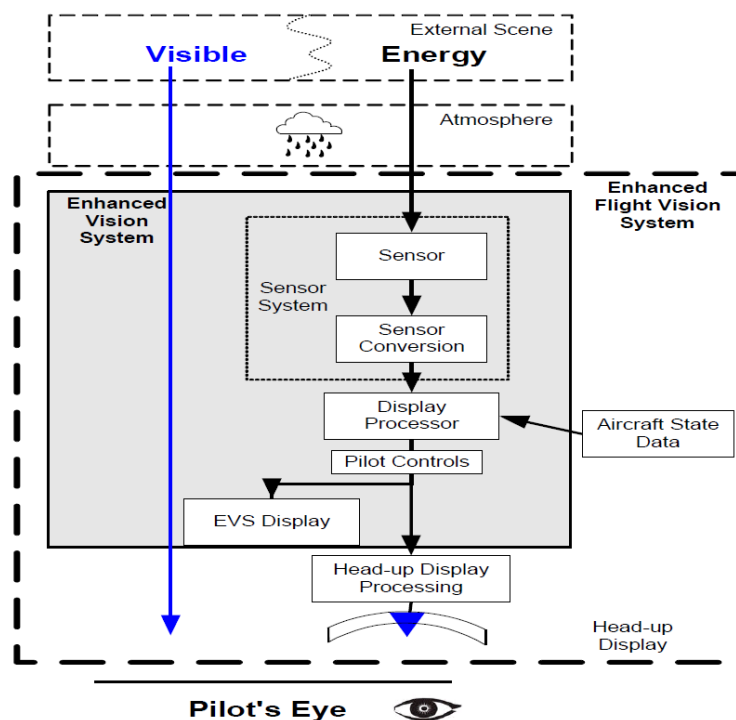 External Scene
Visible
Energy
Atmosphere
Enhanced
Vision
System
Enhanced
Flight Vision
System
Sensor
System
Sensor
Sensor
Conversion
Display
Processor
Aircraft State
Data
Pilot Controls
EVS Display
Head-up Display
Processing
Head-up
Display
Pilot's Eye